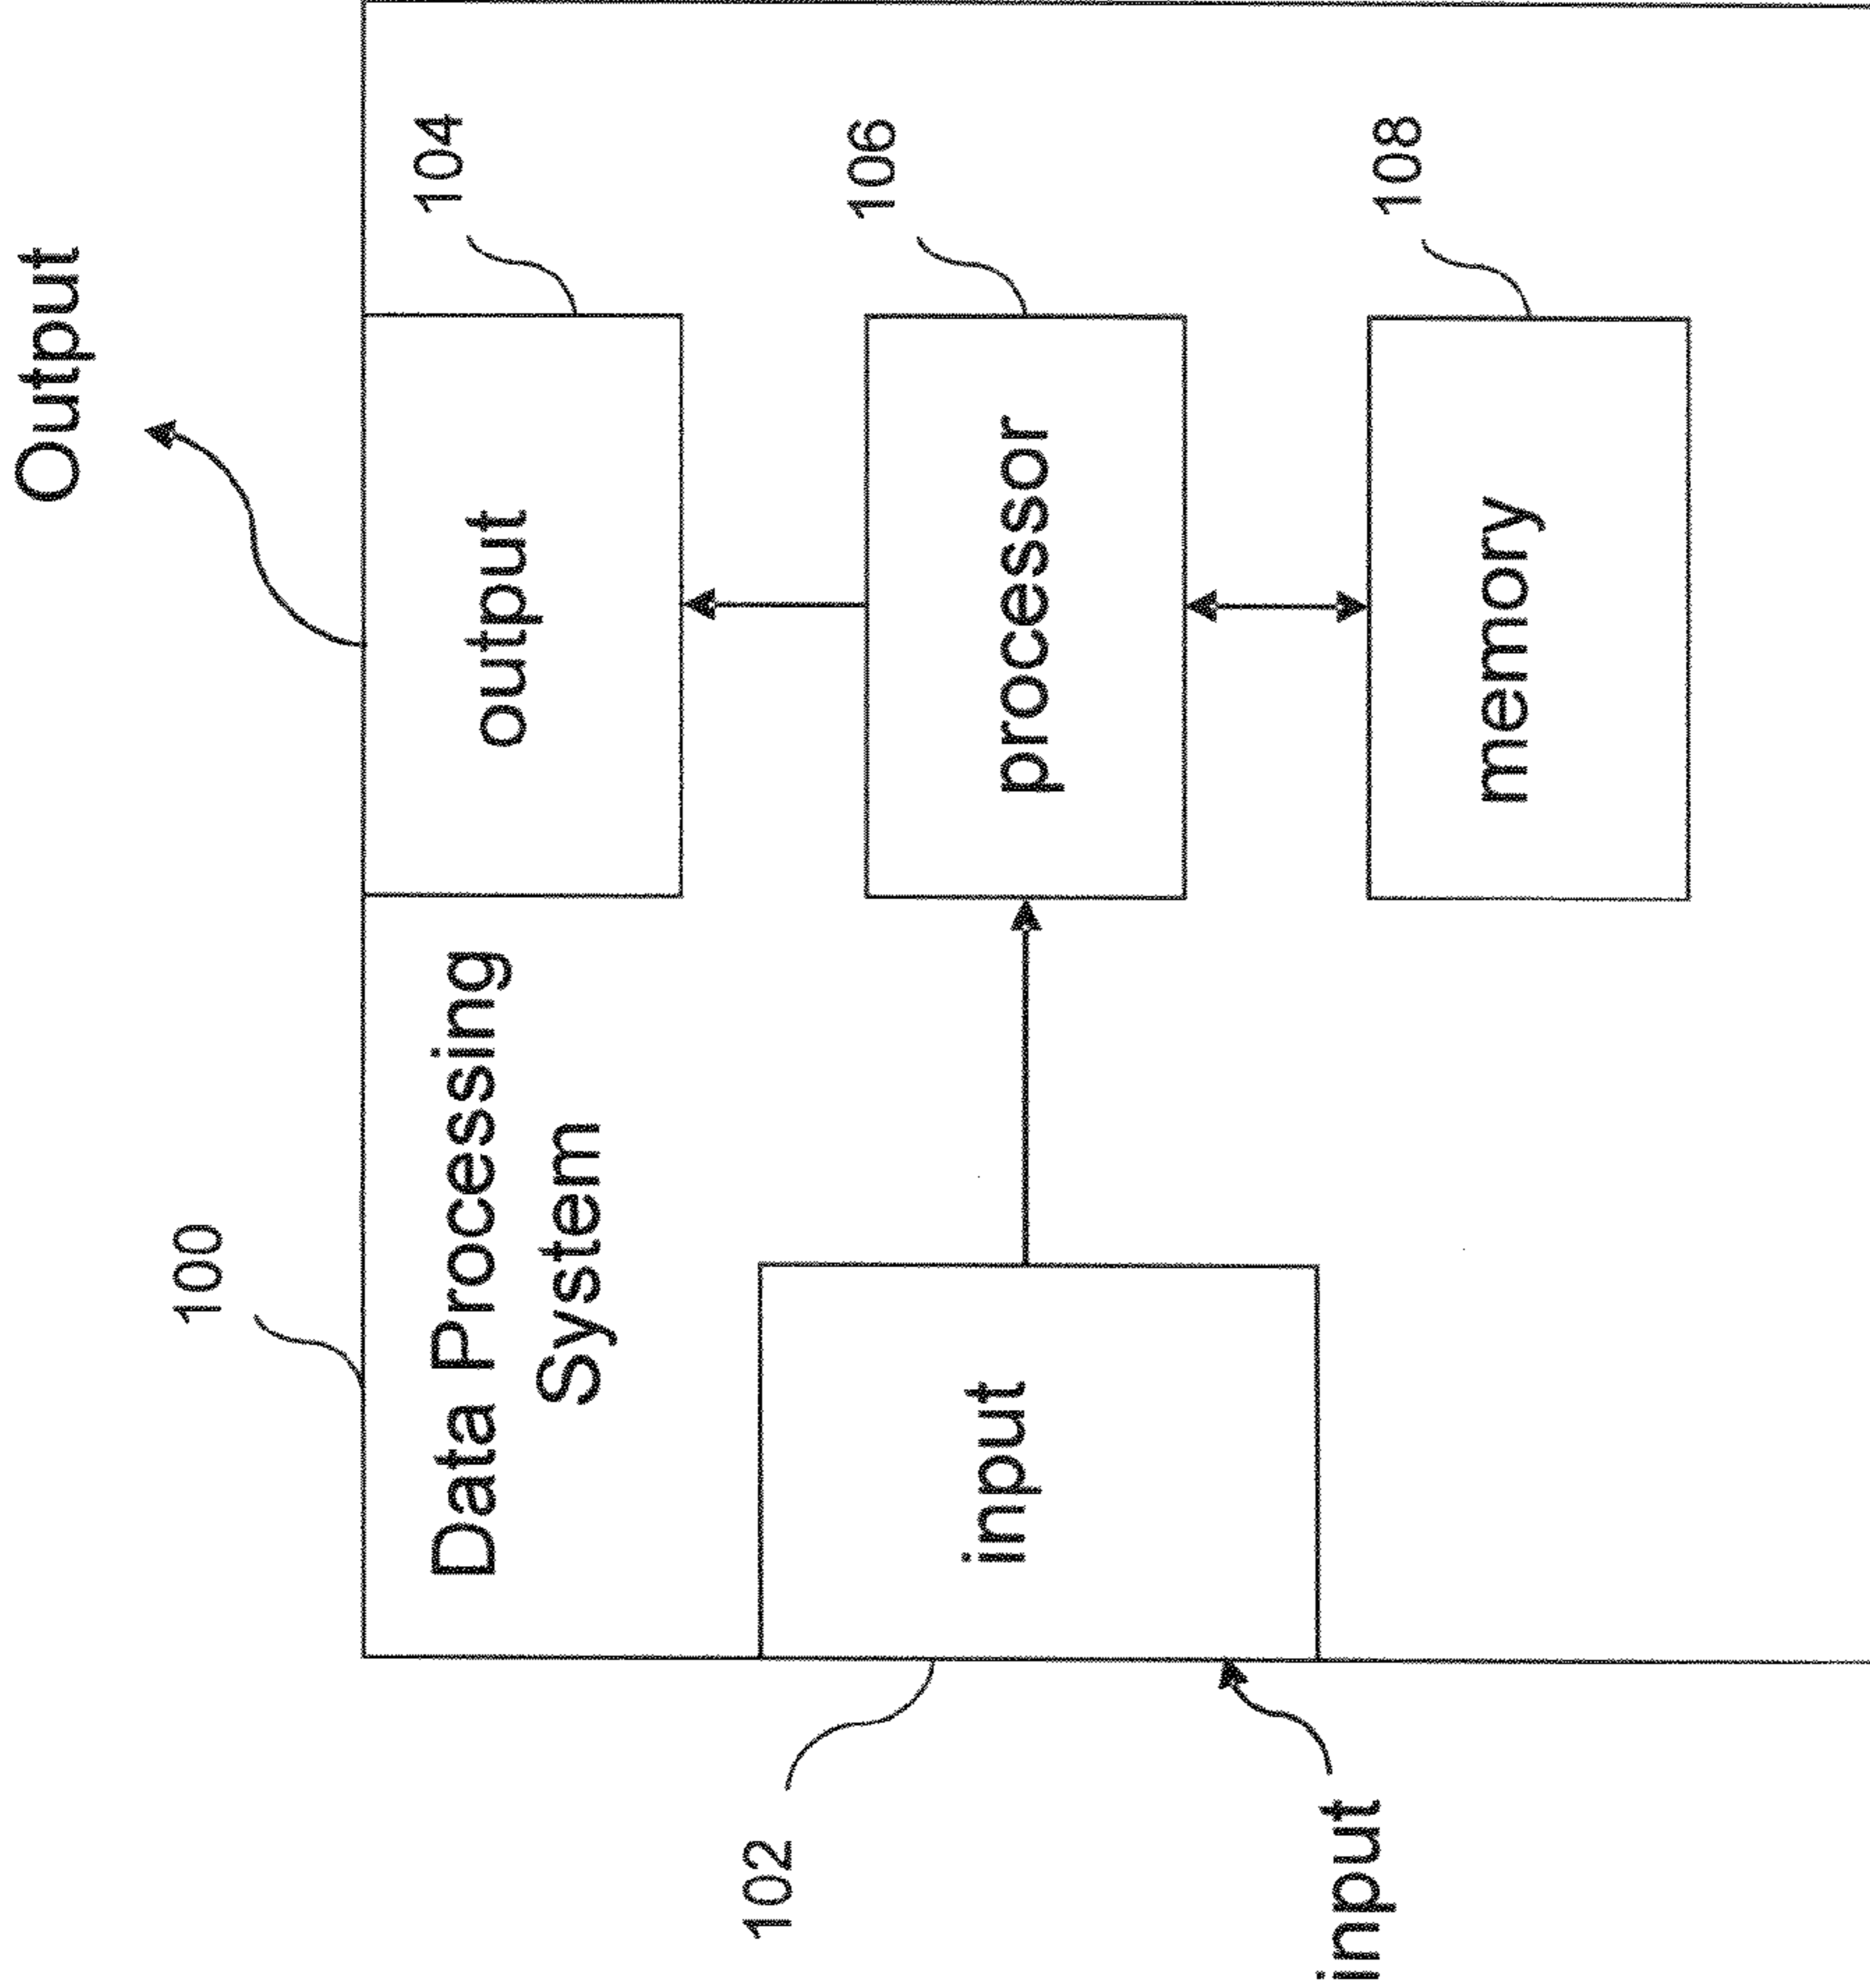 Output
100
Data Processing
System
104
output
106
processor
108
memory
102
input
input